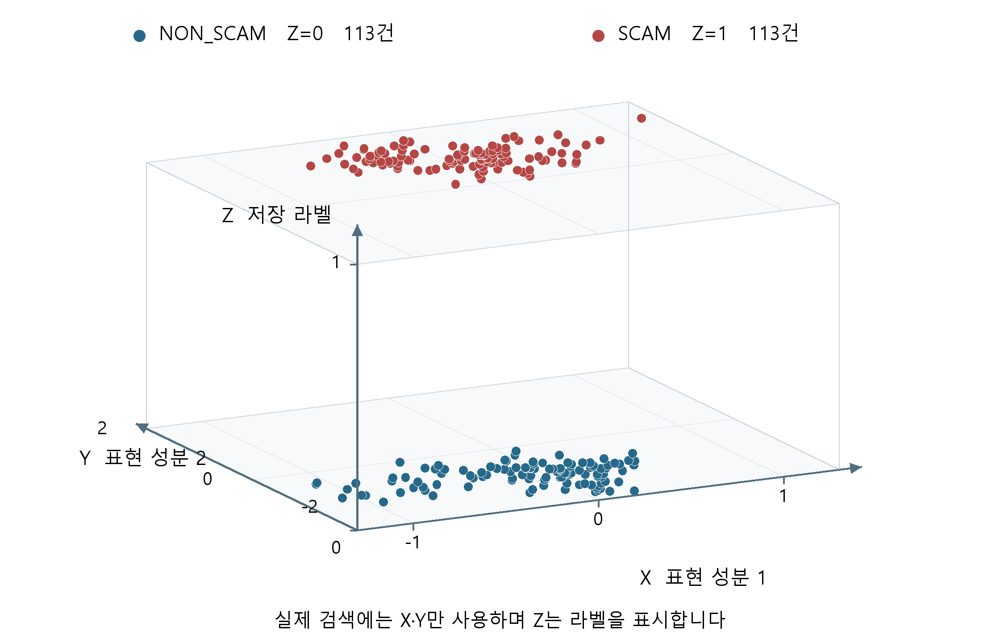 NON_SCAM Z=0 113건
SCAM Z=1 113건
Z 저장 라벨
1
2
Y 표현 성분 2
0
-2
0
-1
0
1
X 표현 성분 1
실제 검색에는 X·Y만 사용하며 Z는 라벨을 표시합니다